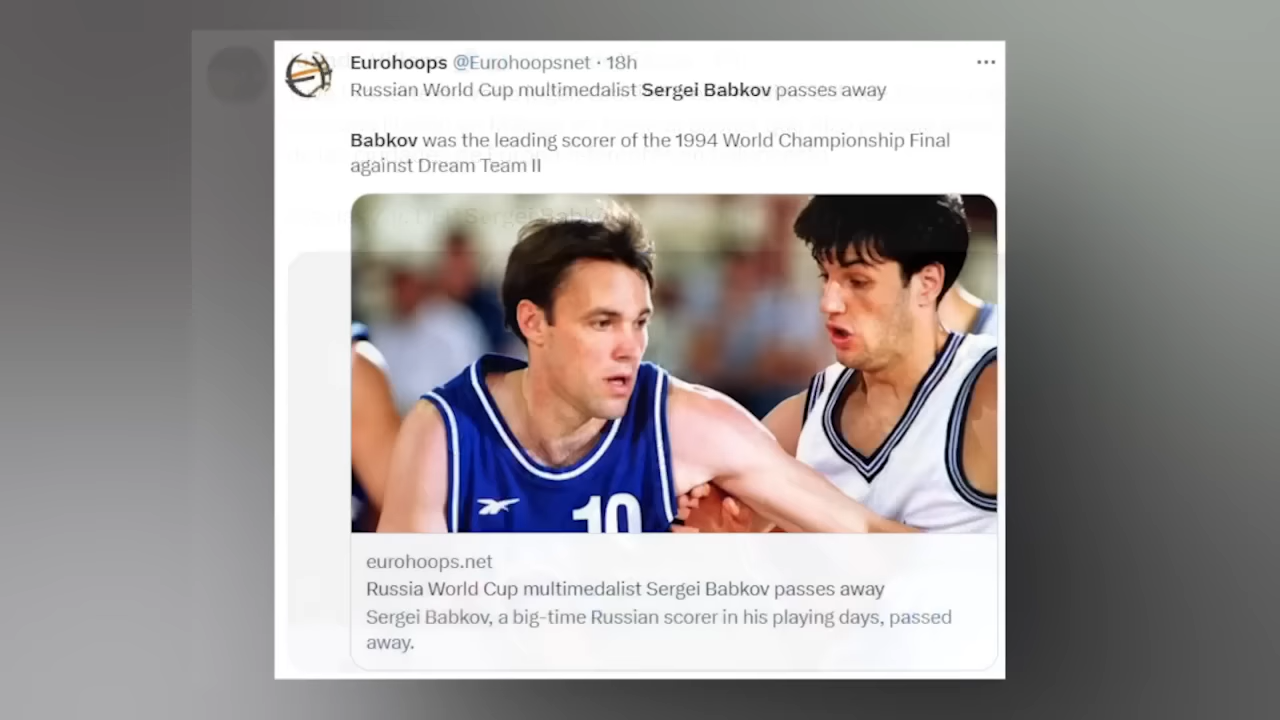 Eurohoops @Eurohoopsnet · 18h
Russian World Cup multimedalist Sergei Babkov passes away
Babkov was the leading scorer of the 1994 World Championship Final
against Dream Team II
10
eurohoops.net
Russia World Cup multimedalist Sergei Babkov passes away
Sergei Babkov, a big-time Russian scorer in his playing days, passed
away.